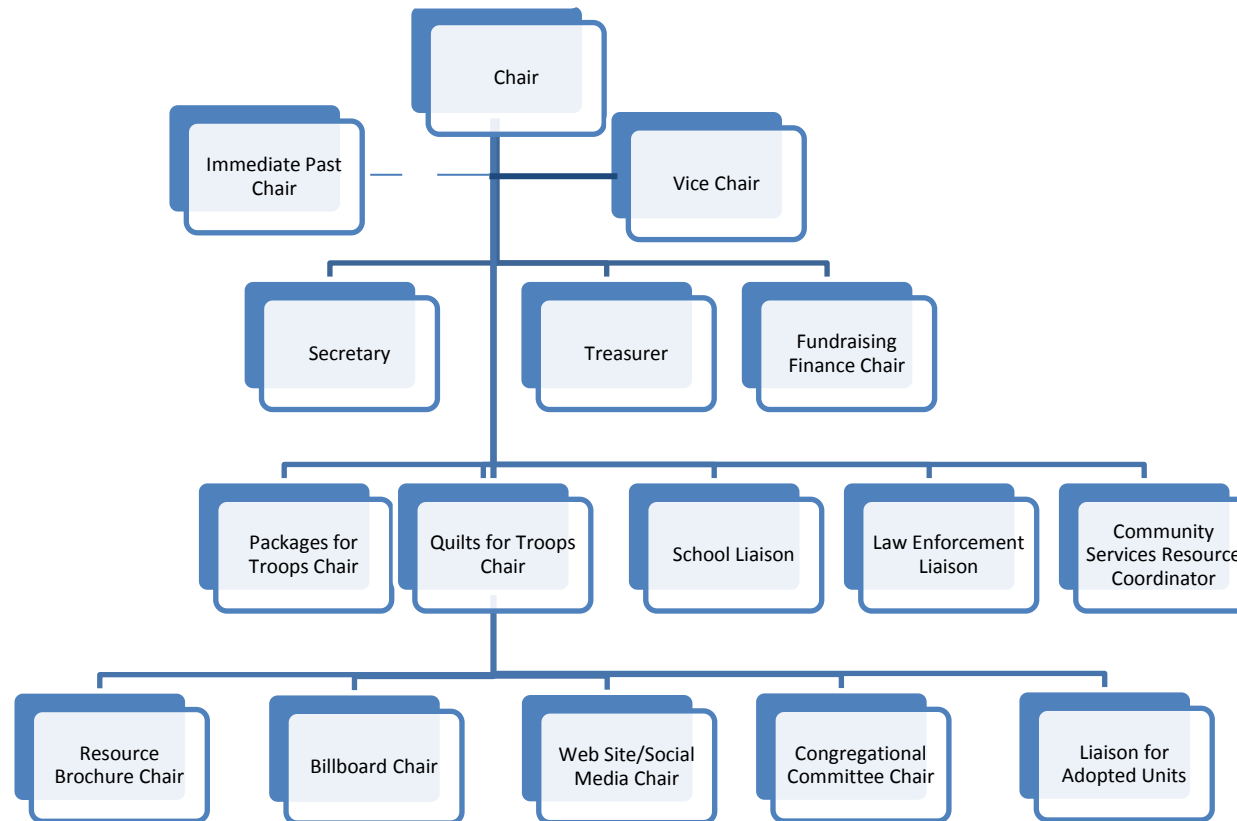 Chair
Immediate Past
Chair
Vice Chair
Secretary
Treasurer
Fundraising
Finance Chair
Packages for
Troops Chair
Quilts for Troops
Chair
School Liaison
Law Enforcement
Liaison
Community
Services Resource
Coordinator
Resource
Brochure Chair
Billboard Chair
Web Site/Social
Media Chair
Congregational
Committee Chair
Liaison for
Adopted Units